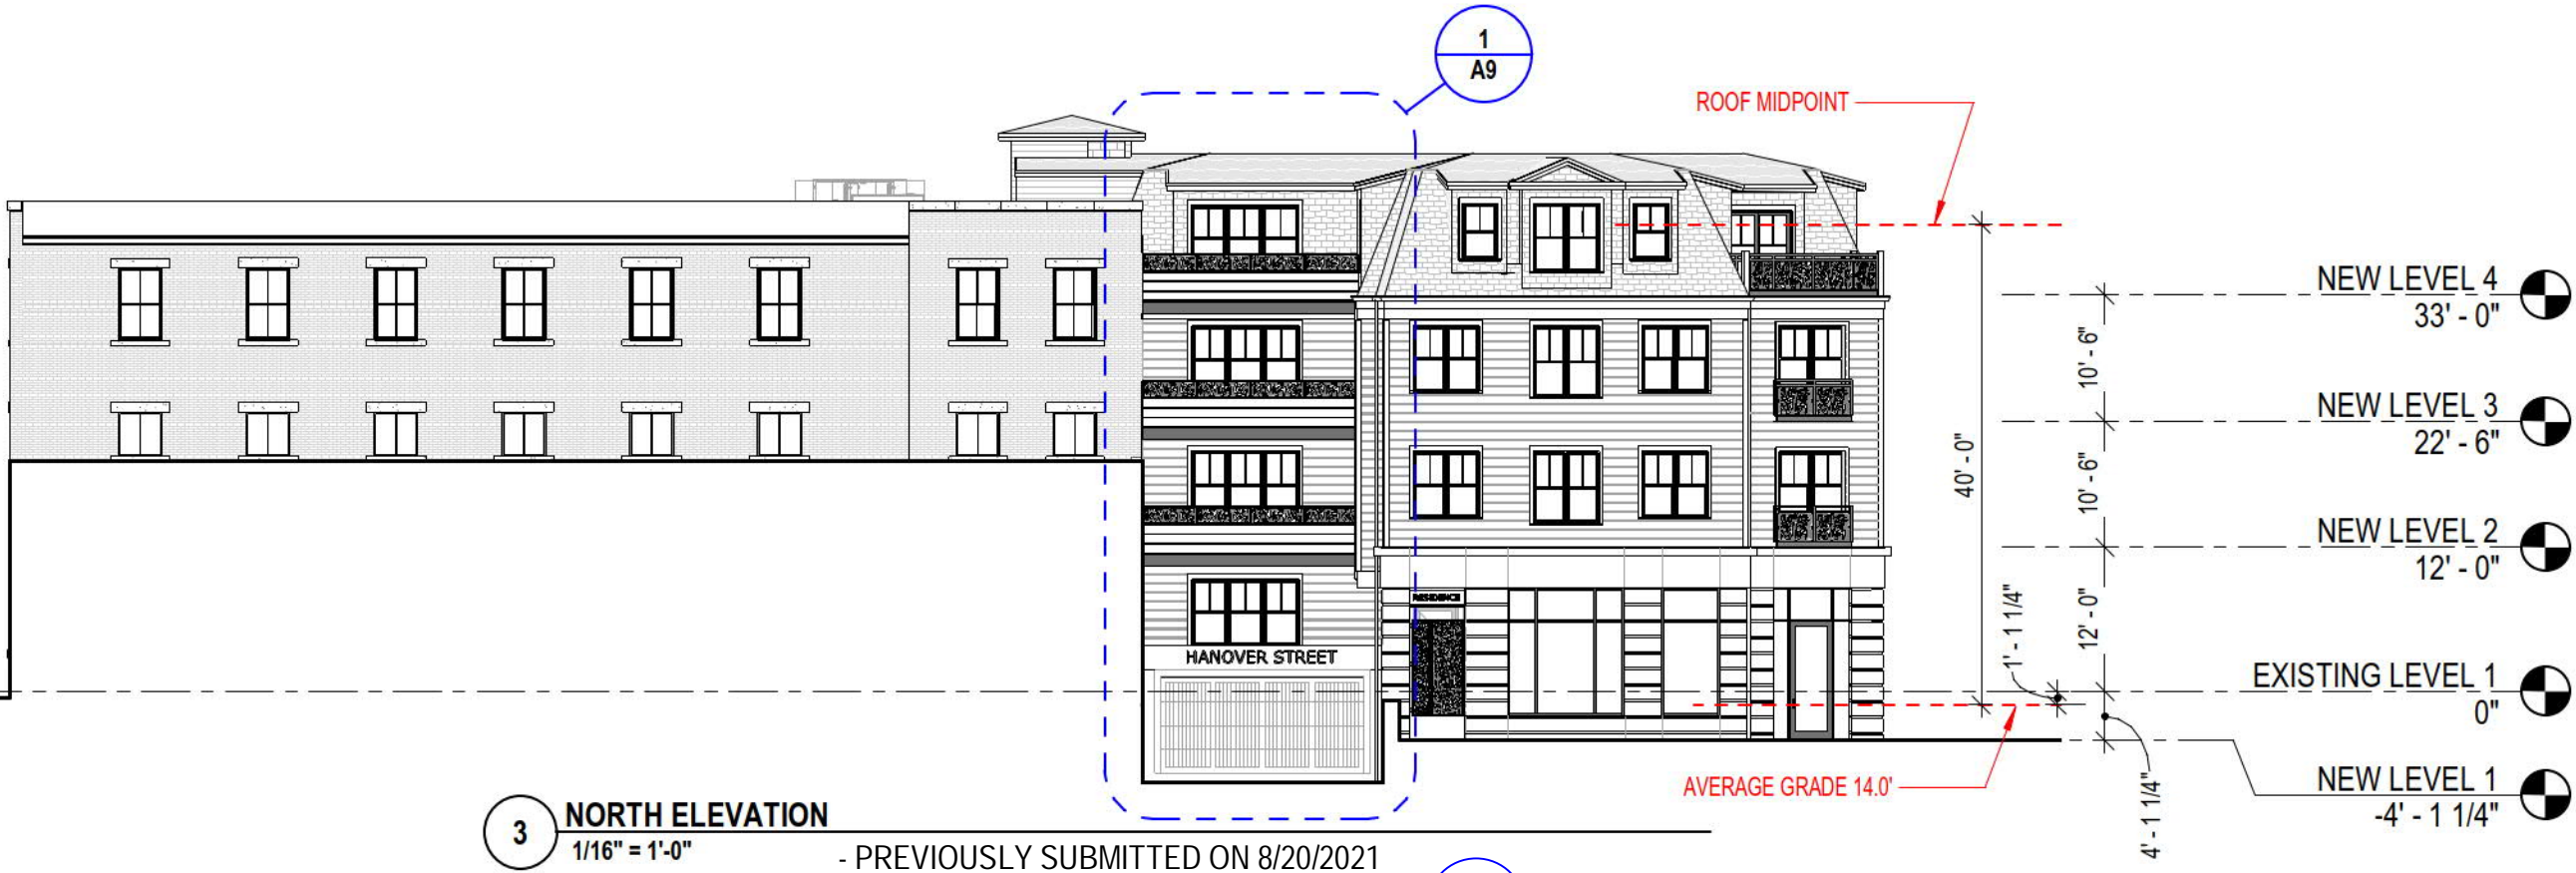 1
A9
ROOF MIDPOINT
NEW LEVEL 4
33' - 0"
10' - 6"
NEW LEVEL 3
22' - 6"
40' - 0"
10' - 6"
NEW LEVEL 2
12' - 0"
1' - 1 1/4"
12' - 0"
RESIDENCE
HANOVER STREET
EXISTING LEVEL 1
0"
AVERAGE GRADE 14.0'
NEW LEVEL 1
-4' - 1 1/4"
4' - 1 1/4"
3
NORTH ELEVATION
1/16" = 1'-0"
- PREVIOUSLY SUBMITTED ON 8/20/2021